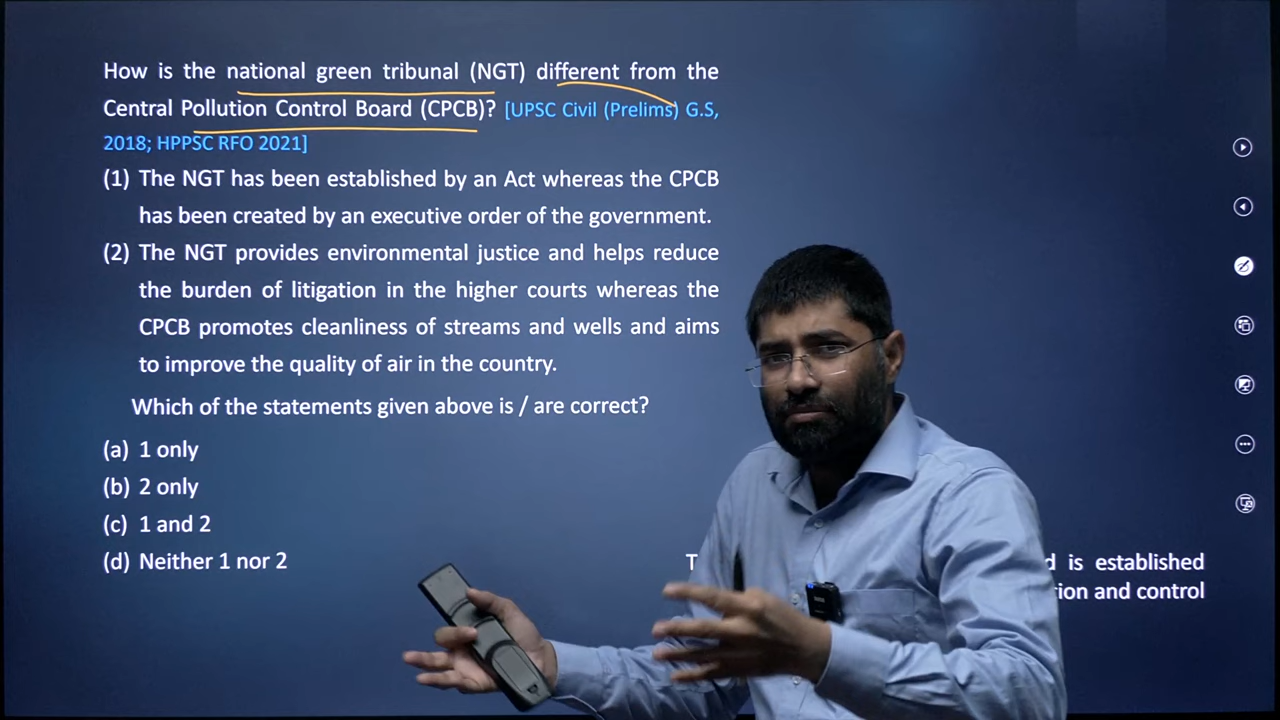 How is the national green tribunal (NGT) different from the
Central Pollution Control Board (CPCB)? [UPSC Civil (Prelims) G.S,
2018; HPPSC RFO 2021]
(1) The NGT has been established by an Act whereas the CPCB
has been created by an executive order of the government.
(2) The NGT provides environmental justice and helps reduce
the burden of litigation in the higher courts whereas the
CPCB promotes cleanliness of streams and wells and aims
to improve the quality of air in the country.
Which of the statements given above is / are correct?
(a) 1 only
(b) 2 only
(c) 1 and 2
(d) Neither 1 nor 2
is established
and control